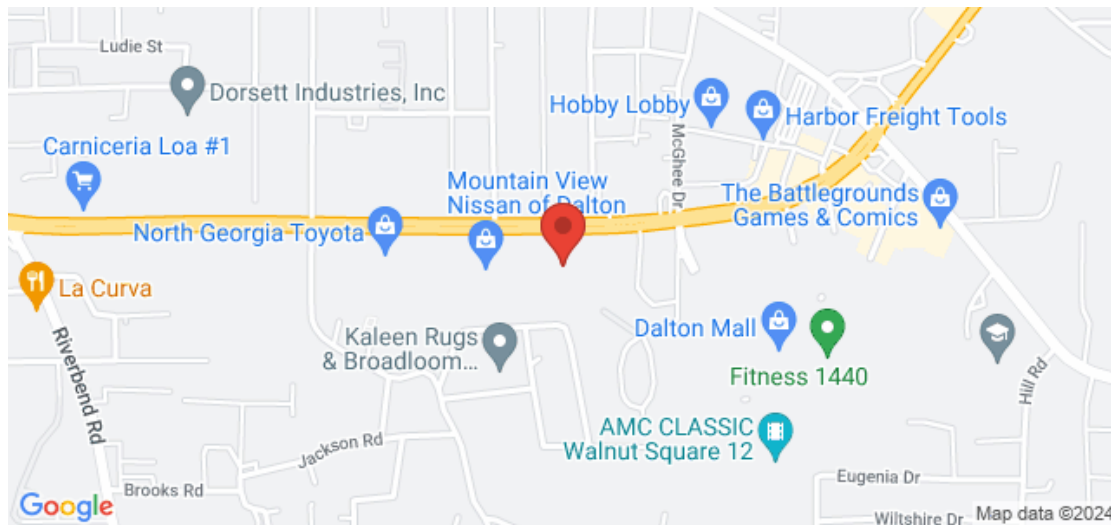 Ludie St
Dorsett Industries, Inc
Hobby Lobby
Harbor Freight Tools
McGhee Dr
Carniceria Loa #1
Mountain View
Nissan of Dalton
The Battlegrounds
Games & Comics
North Georgia Toyota
La Curva
Riverbend Rd
Kaleen Rugs
& Broadloom...
Dalton Mall
Fitness 1440
Hill Rd
AMC CLASSIC
Walnut Square 12
Jackson Rd
Brooks Rd
Eugenia Dr
Wiltshire Dr
Google
Map data ©2024